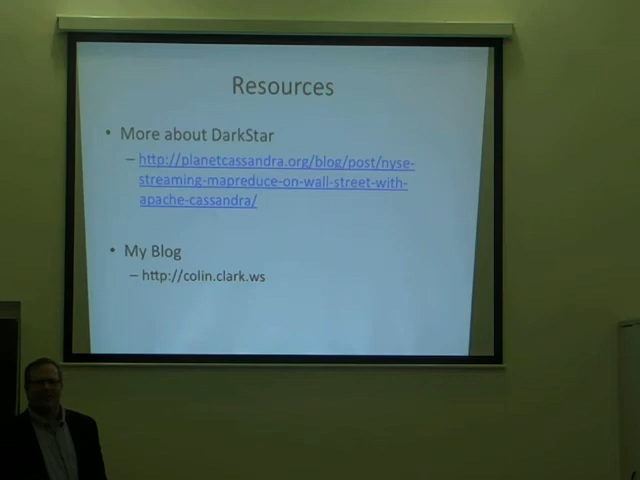 Resources
• More about DarkStar
– http://planetcassandra.org/blog/post/nyse-
streaming-mapreduce-on-wall-street-with-
apache-cassandra/
• My Blog
– http://colin.clark.ws